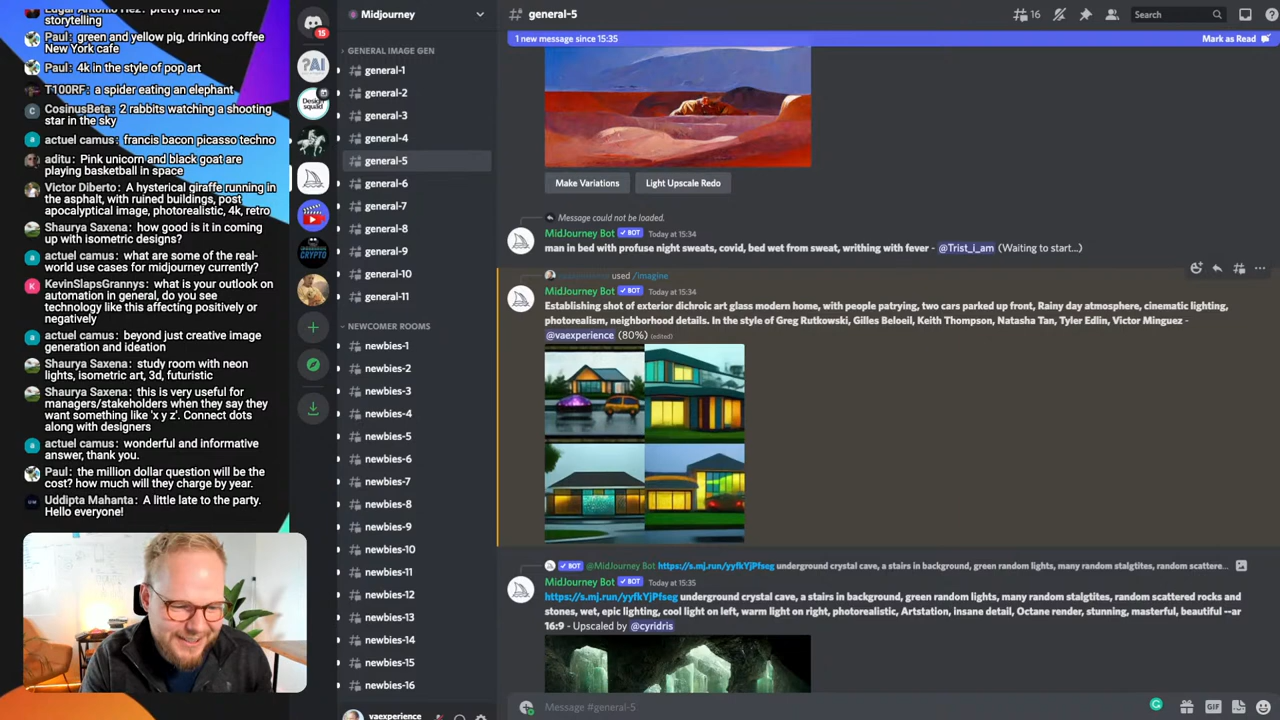 Edgar Antonio Hez: pretty nice for
storytelling
Paul: green and yellow pig, drinking coffee
New York cafe
Paul: 4k in the style of pop art
T100RF: a spider eating an elephant
CosinusBeta: 2 rabbits watching a shooting
star in the sky
actuel camus: francis bacon picasso techno
aditu: Pink unicorn and black goat are
playing basketball in space
Victor Diberto: A hysterical giraffe running in
the asphalt, with ruined buildings, post
apocalyptical image, photorealistic, 4k, retro
Shaurya Saxena: how good is it in coming
up with isometric designs?
actuel camus: what are some of the real-
world use cases for midjourney currently?
KevinSlapsGrannys: what is your outlook on
automation in general, do you see
technology like this affecting positively or
negatively
actuel camus: beyond just creative image
generation and ideation
Shaurya Saxena: study room with neon
lights, isometric art, 3d, futuristic
Shaurya Saxena: this is very useful for
managers/stakeholders when they say they
want something like 'x y z'. Connect dots
along with designers
actuel camus: wonderful and informative
answer, thank you.
Paul: the million dollar question will be the
cost? how much will they charge by year.
Uddipta Mahanta: A little late to the party.
Hello everyone!
15
?AI
Design
squad
CRYPTO
Midjourney
GENERAL IMAGE GEN
general-1
general-2
general-3
general-4
general-5
general-6
general-7
general-8
general-9
general-10
general-11
NEWCOMER ROOMS
newbies-1
newbies-2
newbies-3
newbies-4
newbies-5
newbies-6
newbies-7
newbies-8
newbies-9
newbies-10
newbies-11
newbies-12
newbies-13
newbies-14
newbies-15
newbies-16
vaexperience
general-5
16
Search
1 new message since 15:35
Mark as Read
Make Variations
Light Upscale Redo
Message could not be loaded.
MidJourney Bot BOT Today at 15:34
man in bed with profuse night sweats, covid, bed wet from sweat, writhing with fever - @Trist_i_am (Waiting to start...)
used /imagine
MidJourney Bot BOT Today at 15:34
Establishing shot of exterior dichroic art glass modern home, with people patrying, two cars parked up front, Rainy day atmosphere, cinematic lighting,
photorealism, neighborhood details. In the style of Greg Rutkowski, Gilles Beloeil, Keith Thompson, Natasha Tan, Tyler Edlin, Victor Minguez -
@vaexperience (80%) (edited)
BOT @MidJourney Bot https://s.mj.run/yyfkYjPfseg underground crystal cave, a stairs in background, green random lights, many random stalgtites, random scattere...
MidJourney Bot BOT Today at 15:35
https://s.mj.run/yyfkYjPfseg underground crystal cave, a stairs in background, green random lights, many random stalgtites, random scattered rocks and
stones, wet, epic lighting, cool light on left, warm light on right, photorealistic, Artstation, insane detail, Octane render, stunning, masterful, beautiful --ar
16:9 - Upscaled by @cyridris
Message #general-5
GIF